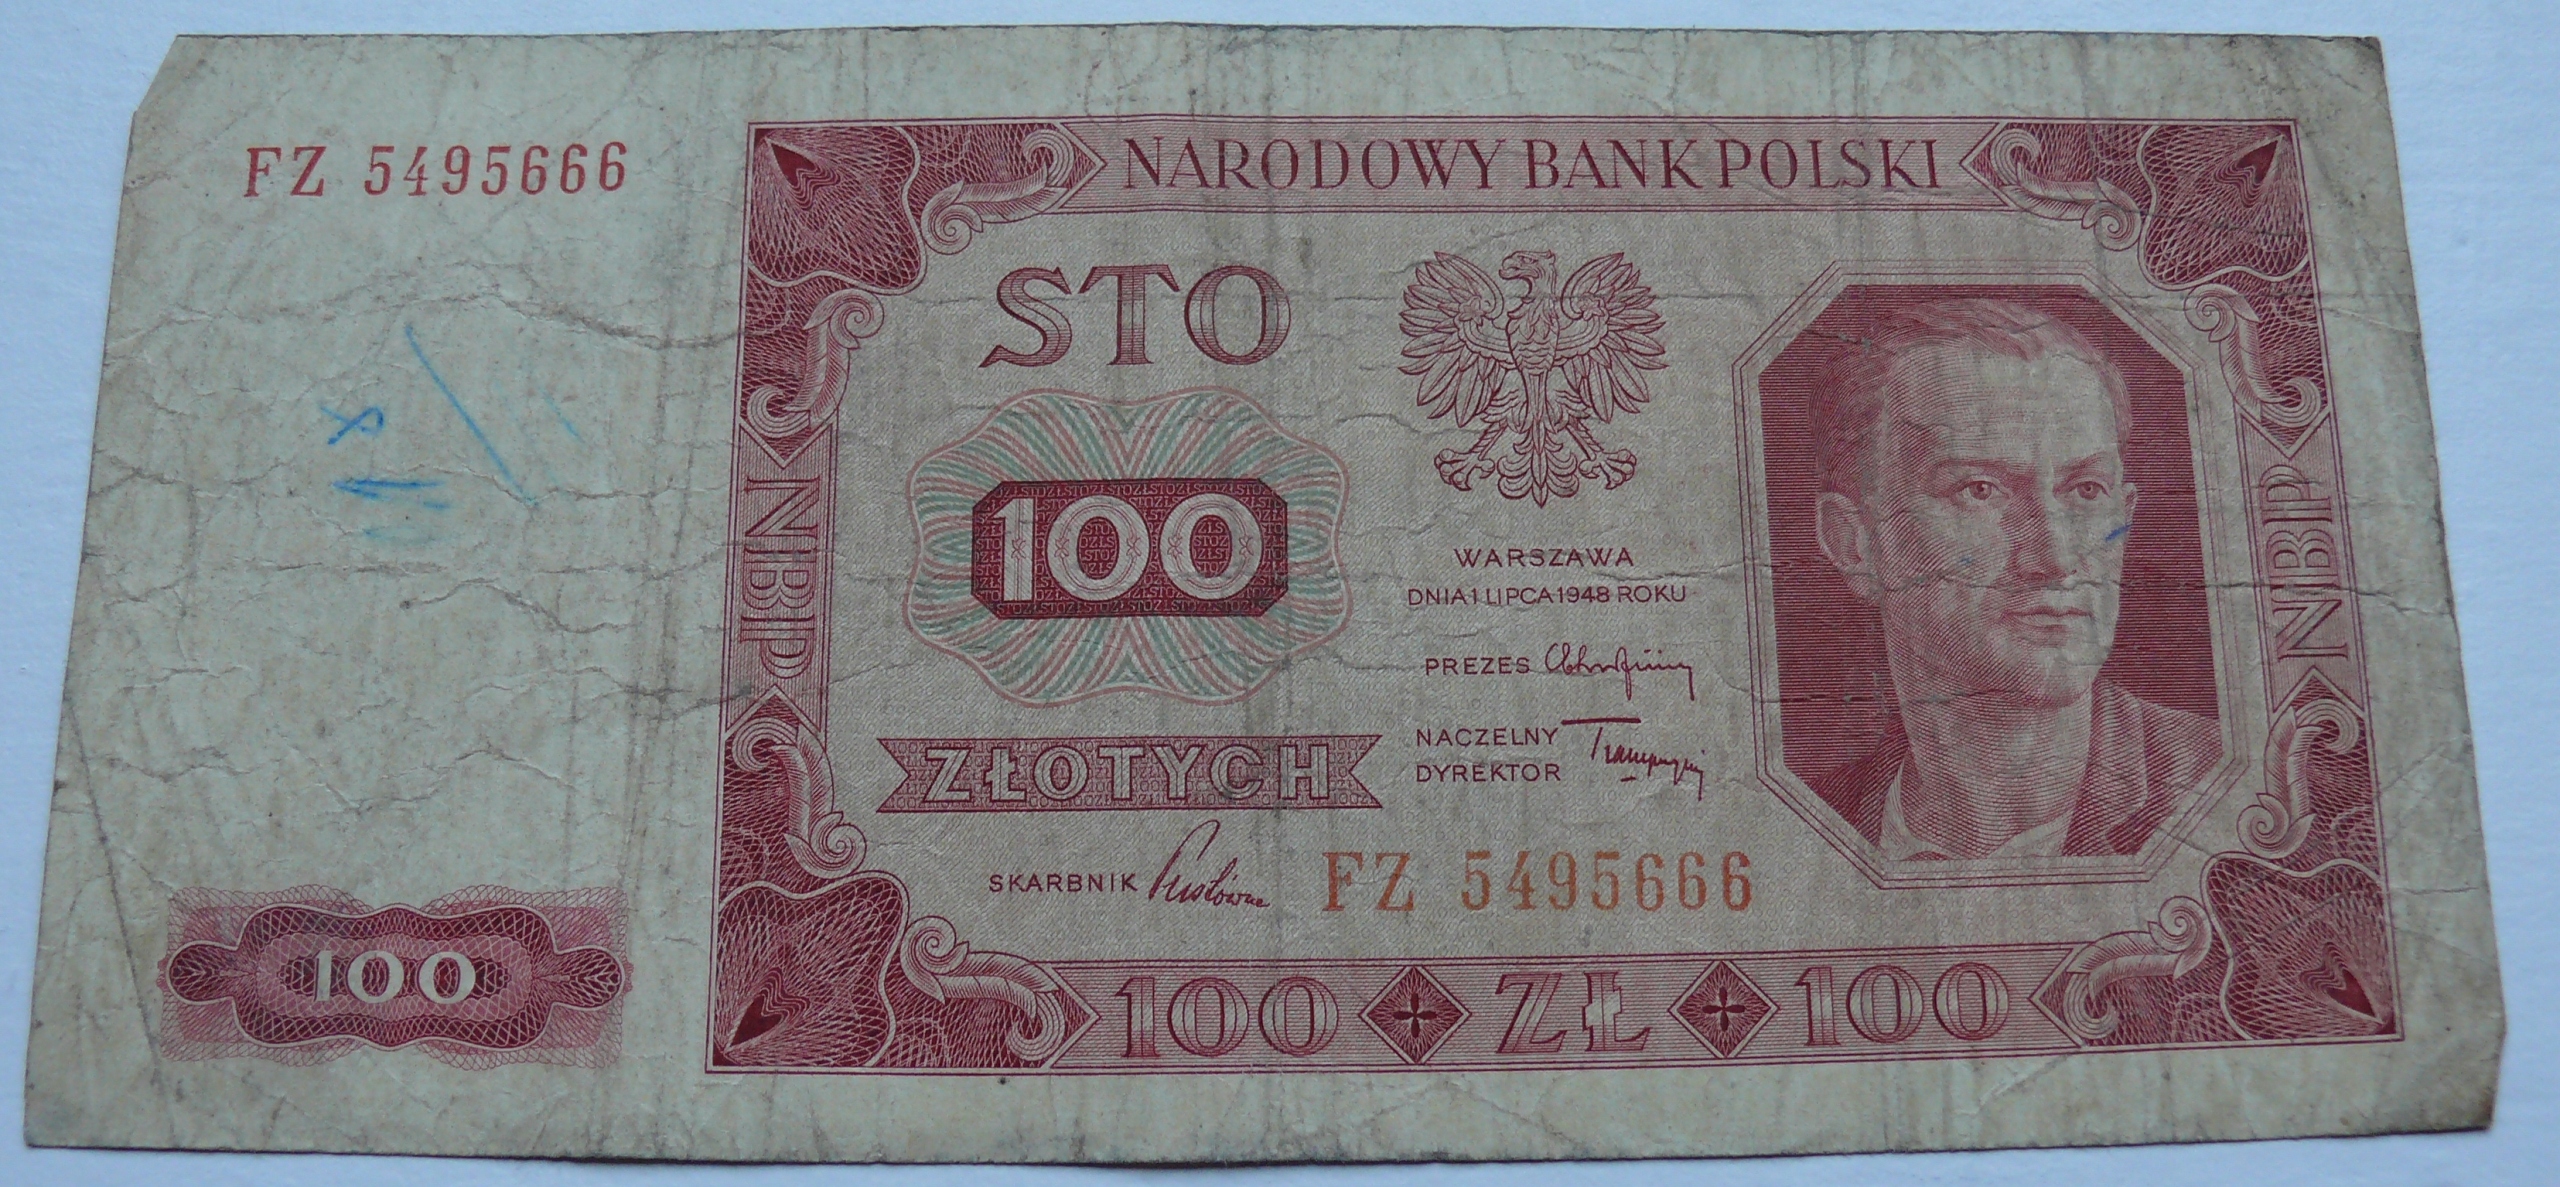 FZ 5495666
NARODOWY BANK POLSKI
STO
100
ZŁOTYCH
WARSZAWA
DNIA 1 LIPCA 1948 ROKU
PREZES
NACZELNY
DYREKTOR
SKARBNIK
FZ 5495666
NBP
NBP
100
100 ZŁ 100